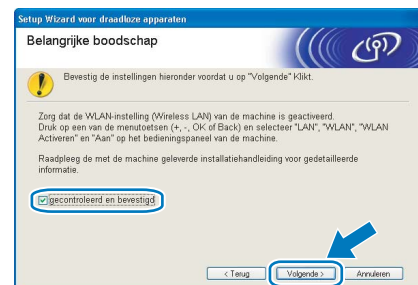 Setup Wizard voor draadloze apparaten
Belangrijke boodschap
Bevestig de instellingen hieronder voordat u op "Volgende" Klikt.
Zorg dat de WLAN-instelling (Wireless LAN) van de machine is geactiveerd.
Druk op een van de menutoetsen (+, -, OK of Back) en selecteer "LAN", "WLAN", "WLAN
Activeren" en "Aan" op het bedieningspaneel van de machine.
Raadpleeg de met de machine geleverde installatiehandleiding voor gedetailleerde
informatie.
gecontroleerd en bevestigd
< Terug
Volgende >
Annuleren